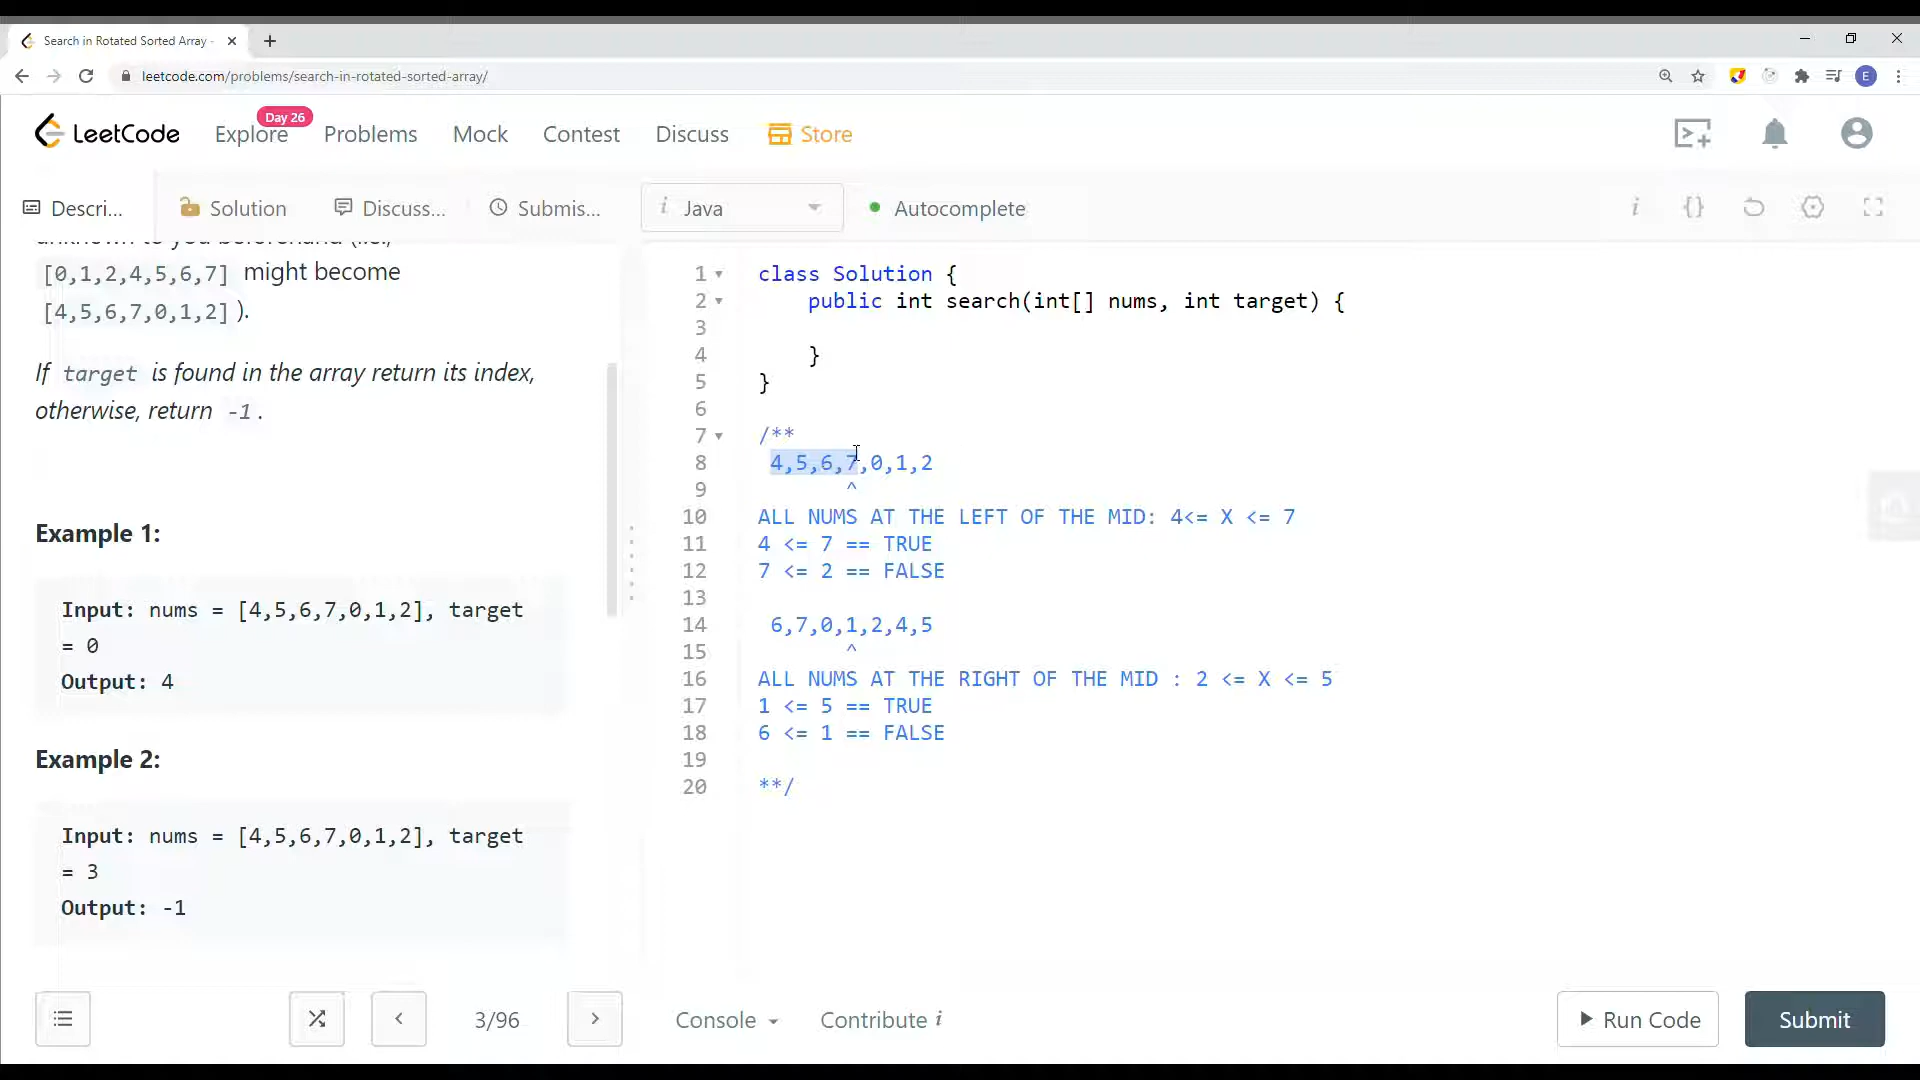 Search in Rotated Sorted Array -
leetcode.com/problems/search-in-rotated-sorted-array/
E
LeetCode
Explore
Day 26
Problems
Mock
Contest
Discuss
Store
Descri...
Solution
Discuss...
Submis...
i Java
Autocomplete
[0,1,2,4,5,6,7] might become
[4,5,6,7,0,1,2] ).
If target is found in the array return its index,
otherwise, return -1 .
Example 1:
Input: nums = [4,5,6,7,0,1,2], target
= 0
Output: 4
Example 2:
Input: nums = [4,5,6,7,0,1,2], target
= 3
Output: -1
3/96
1 class Solution {
2 public int search(int[] nums, int target) {
3
4 }
5 }
6
7 /**
8 4,5,6,7,0,1,2
9 ^
10 ALL NUMS AT THE LEFT OF THE MID: 4<= X <= 7
11 4 <= 7 == TRUE
12 7 <= 2 == FALSE
13
14 6,7,0,1,2,4,5
15 ^
16 ALL NUMS AT THE RIGHT OF THE MID : 2 <= X <= 5
17 1 <= 5 == TRUE
18 6 <= 1 == FALSE
19
20 **/
Console
Contribute i
Run Code
Submit